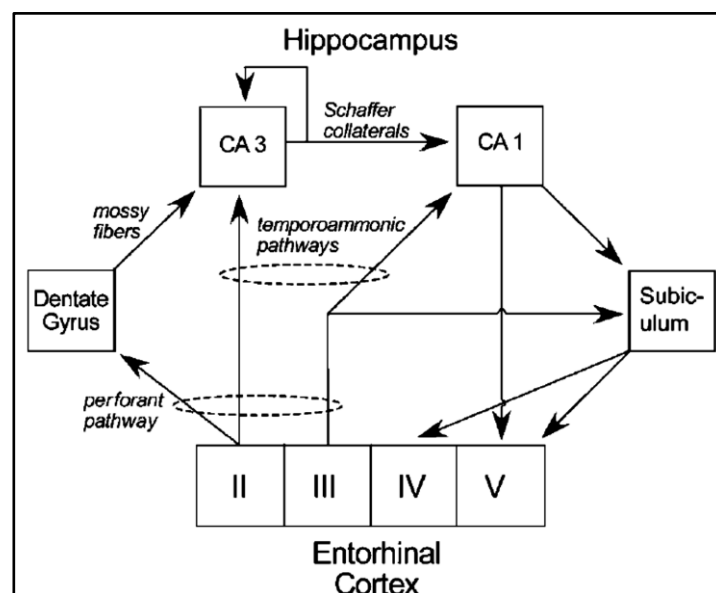 Hippocampus
Schaffer
collaterals
CA 3
CA 1
mossy
fibers
temporoammonic
pathways
Dentate
Gyrus
Subic-
ulum
perforant
pathway
II
III
IV
V
Entorhinal
Cortex